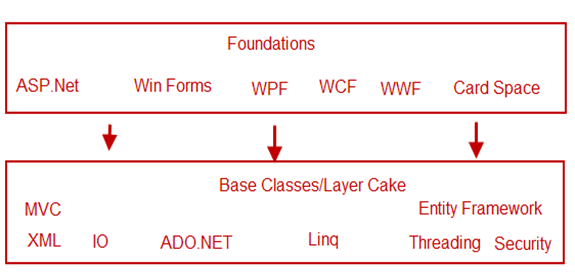 Foundations
ASP.Net Win Forms WPF WCF WWF Card Space
Base Classes/Layer Cake
MVC Entity Framework
XML IO ADO.NET Linq Threading Security